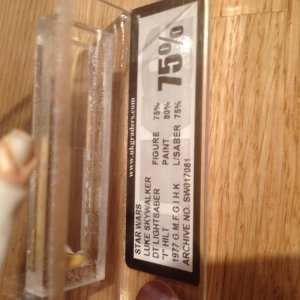 www.ukgraders.com
STAR WARS
LUKE SKYWALKER
DT LIGHTSABER
"I" HILT
1977 G.M.F.G.I H.K
ARCHIVE NO. SW017081
FIGURE 75%
PAINT 80%
L/SABER 75%
75%